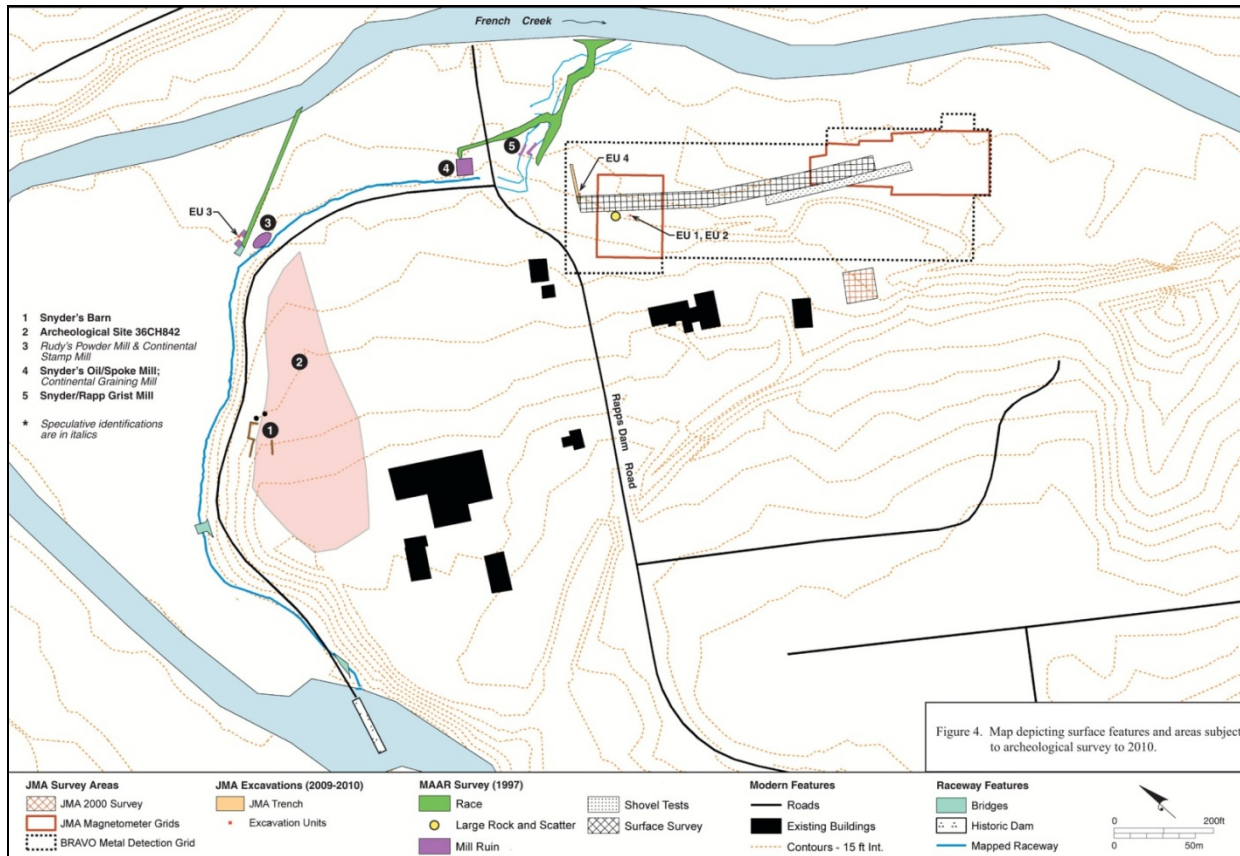 French Creek
EU 4
5
4
EU 3
3
EU 1, EU 2
1 Snyder's Barn
2 Archeological Site 36CH842
3 Rudy's Powder Mill & Continental
Stamp Mill
4 Snyder's Oil/Spoke Mill;
Continental Graining Mill
5 Snyder/Rapp Grist Mill
* Speculative identifications
are in italics
2
1
Rapps Dam Road
Figure 4. Map depicting surface features and areas subject
to archeological survey to 2010.
JMA Survey Areas
JMA 2000 Survey
JMA Magnetometer Grids
BRAVO Metal Detection Grid
JMA Excavations (2009-2010)
JMA Trench
Excavation Units
MAAR Survey (1997)
Race
Large Rock and Scatter
Mill Ruin
Shovel Tests
Surface Survey
Modern Features
Roads
Existing Buildings
Contours - 15 ft Int.
Raceway Features
Bridges
Historic Dam
Mapped Raceway
N
0 200ft
0 50m